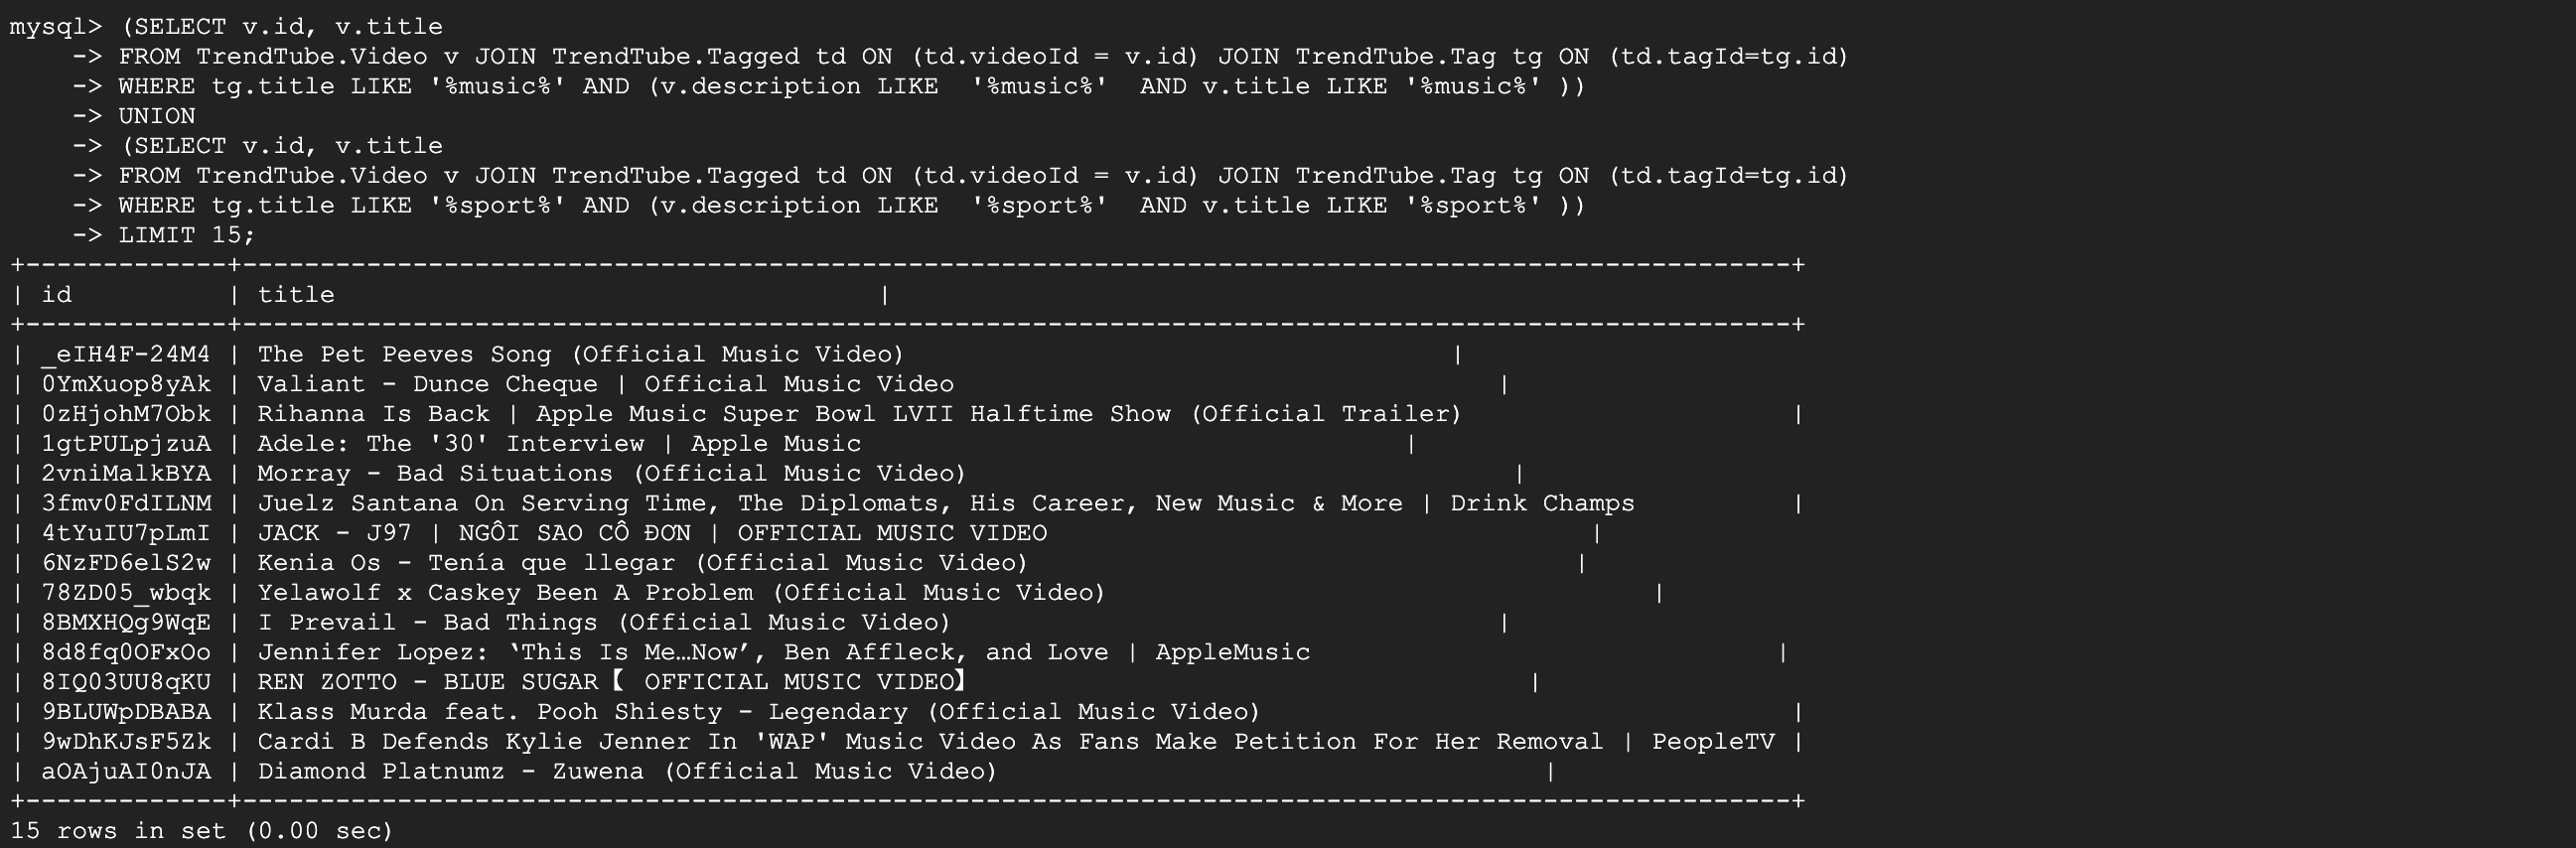 mysql> (SELECT v.id, v.title
    -> FROM TrendTube.Video v JOIN TrendTube.Tagged td ON (td.videoId = v.id) JOIN TrendTube.Tag tg ON (td.tagId=tg.id)
    -> WHERE tg.title LIKE '%music%' AND (v.description LIKE  '%music%'  AND v.title LIKE '%music%' ))
    -> UNION
    -> (SELECT v.id, v.title
    -> FROM TrendTube.Video v JOIN TrendTube.Tagged td ON (td.videoId = v.id) JOIN TrendTube.Tag tg ON (td.tagId=tg.id)
    -> WHERE tg.title LIKE '%sport%' AND (v.description LIKE  '%sport%'  AND v.title LIKE '%sport%' ))
    -> LIMIT 15;
+-------------+----------------------------------------------------------------------------------------------------+
| id          | title                                   |
+-------------+----------------------------------------------------------------------------------------------------+
| _eIH4F-24M4 | The Pet Peeves Song (Official Music Video)                                   |
| 0YmXuop8yAk | Valiant - Dunce Cheque | Official Music Video                                   |
| 0zHjohM7Obk | Rihanna Is Back | Apple Music Super Bowl LVII Halftime Show (Official Trailer)                     |
| 1gtPULpjzuA | Adele: The '30' Interview | Apple Music                                   |
| 2vniMalkBYA | Morray - Bad Situations (Official Music Video)                                   |
| 3fmv0FdILNM | Juelz Santana On Serving Time, The Diplomats, His Career, New Music & More | Drink Champs          |
| 4tYuIU7pLmI | JACK - J97 | NGÔI SAO CÔ ĐƠN | OFFICIAL MUSIC VIDEO                                   |
| 6NzFD6elS2w | Kenia Os - Tenía que llegar (Official Music Video)                                   |
| 78ZD05_wbqk | Yelawolf x Caskey Been A Problem (Official Music Video)                                   |
| 8BMXHQg9WqE | I Prevail - Bad Things (Official Music Video)                                   |
| 8d8fq0OFxOo | Jennifer Lopez: ‘This Is Me…Now’, Ben Affleck, and Love | AppleMusic                              |
| 8IQ03UU8qKU | REN ZOTTO - BLUE SUGAR【 OFFICIAL MUSIC VIDEO】                                   |
| 9BLUWpDBABA | Klass Murda feat. Pooh Shiesty - Legendary (Official Music Video)                                  |
| 9wDhKJsF5Zk | Cardi B Defends Kylie Jenner In 'WAP' Music Video As Fans Make Petition For Her Removal | PeopleTV |
| aOAjuAI0nJA | Diamond Platnumz - Zuwena (Official Music Video)                                   |
+-------------+----------------------------------------------------------------------------------------------------+
15 rows in set (0.00 sec)